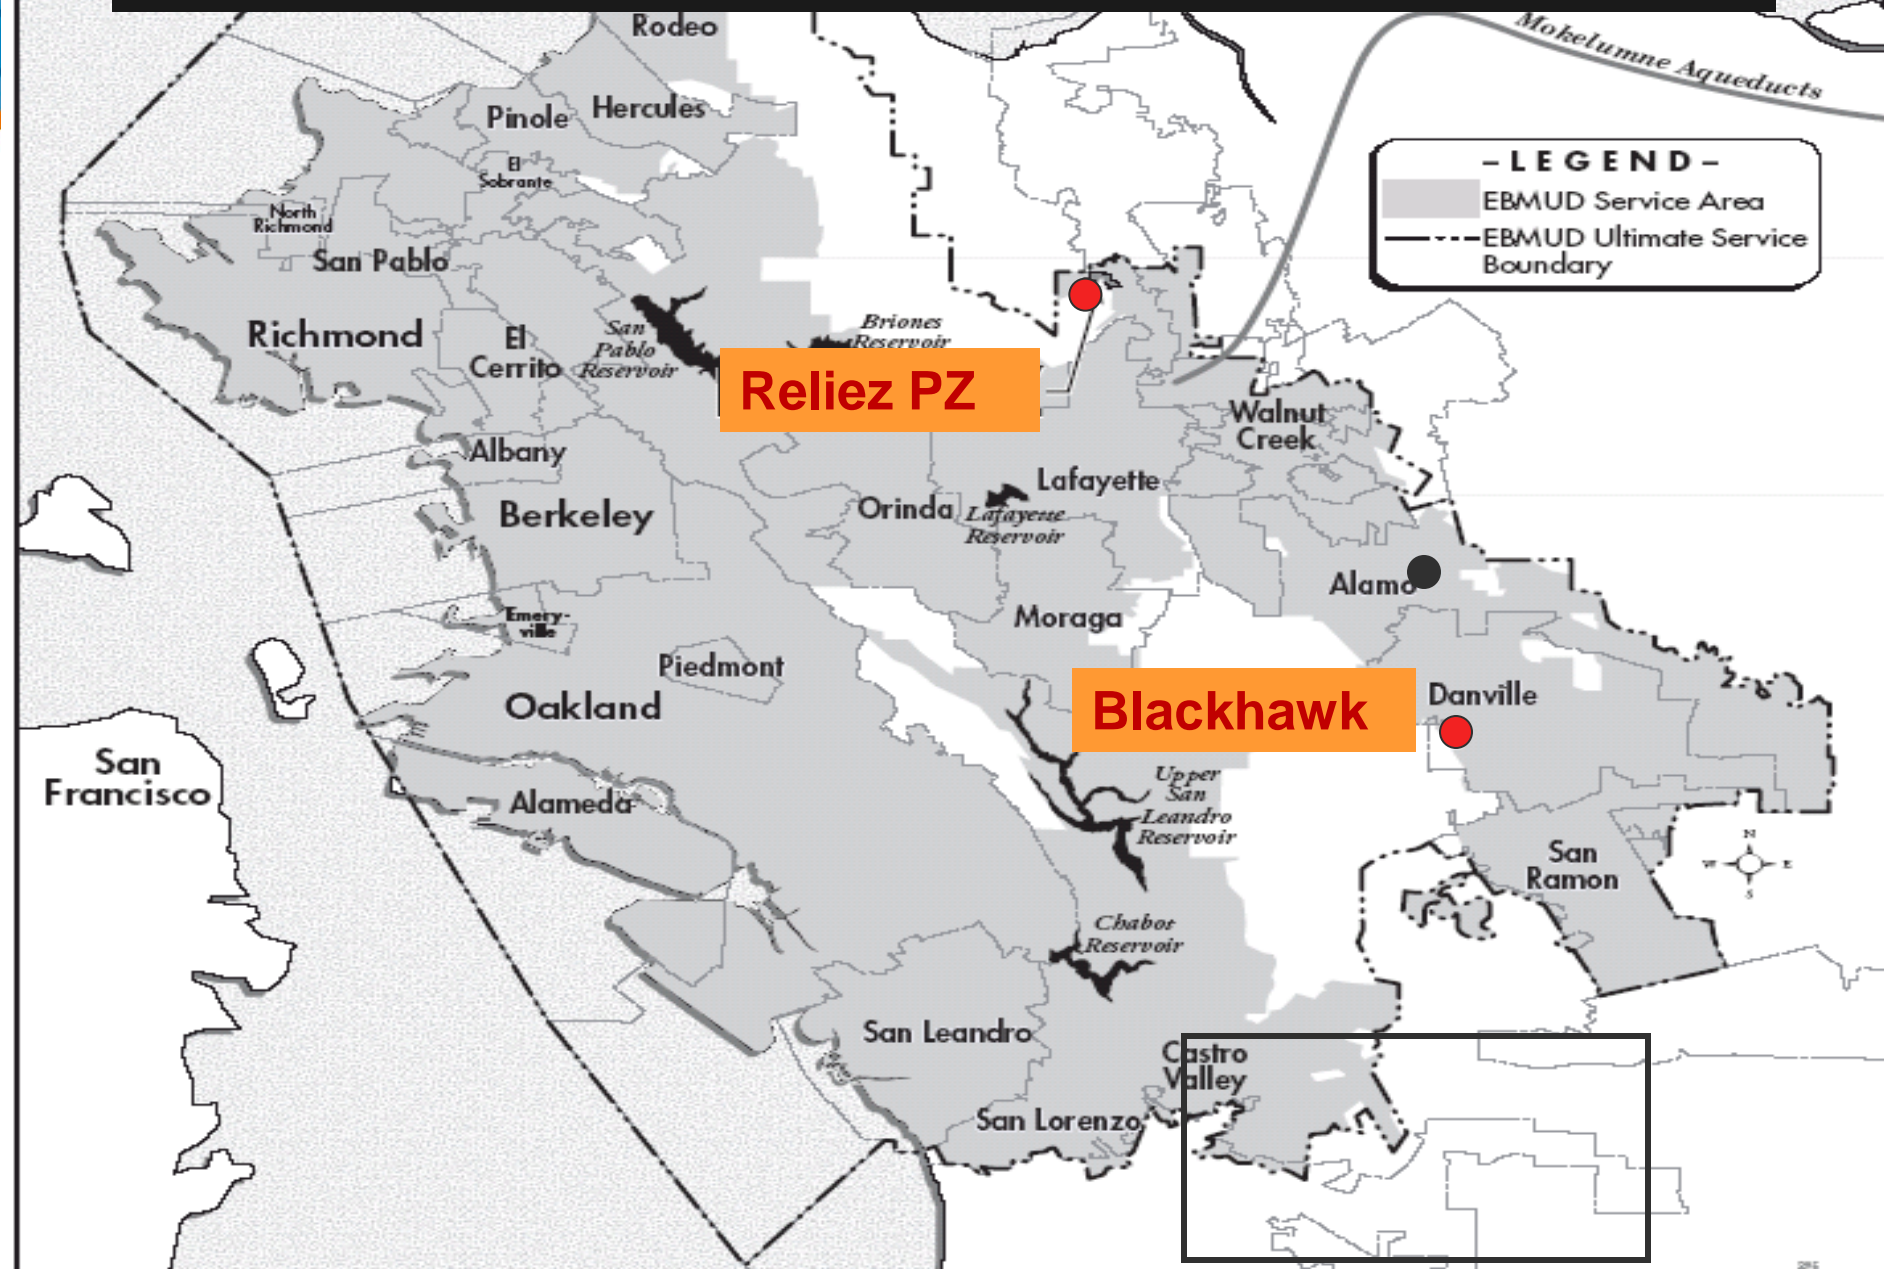 Rodeo
Mokelumne Aqueducts
Pinole
Hercules
– L E G E N D –
EBMUD Service Area
EBMUD Ultimate Service
Boundary
El
Sobrante
North
Richmond
San Pablo
Richmond
El
Cerrito
San
Pablo
Reservoir
Briones
Reservoir
Reliez PZ
Walnut
Creek
Albany
Lafayette
Berkeley
Orinda
Lafayette
Reservoir
Alamo
Emery-
ville
Moraga
Piedmont
Oakland
Blackhawk
Danville
San
Francisco
Alameda
Upper
San
Leandro
Reservoir
San
Ramon
N
W
E
S
Chabot
Reservoir
San Leandro
Castro
Valley
San Lorenzo